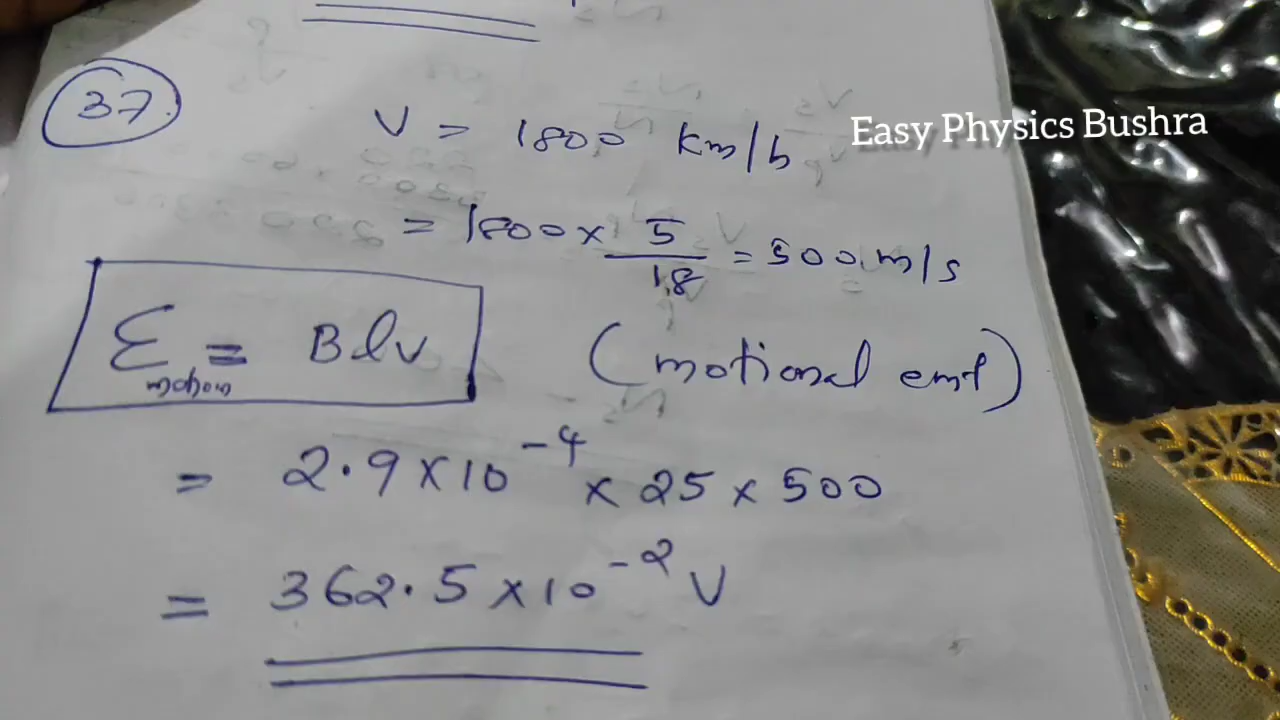 37.
V = 1800 km/h
Easy Physics Bushra
= 1800 × 5/18 = 500 m/s
Ɛmotion = Blv (motional emf)
= 2.9 × 10⁻⁴ × 25 × 500
= 362.5 × 10⁻² V